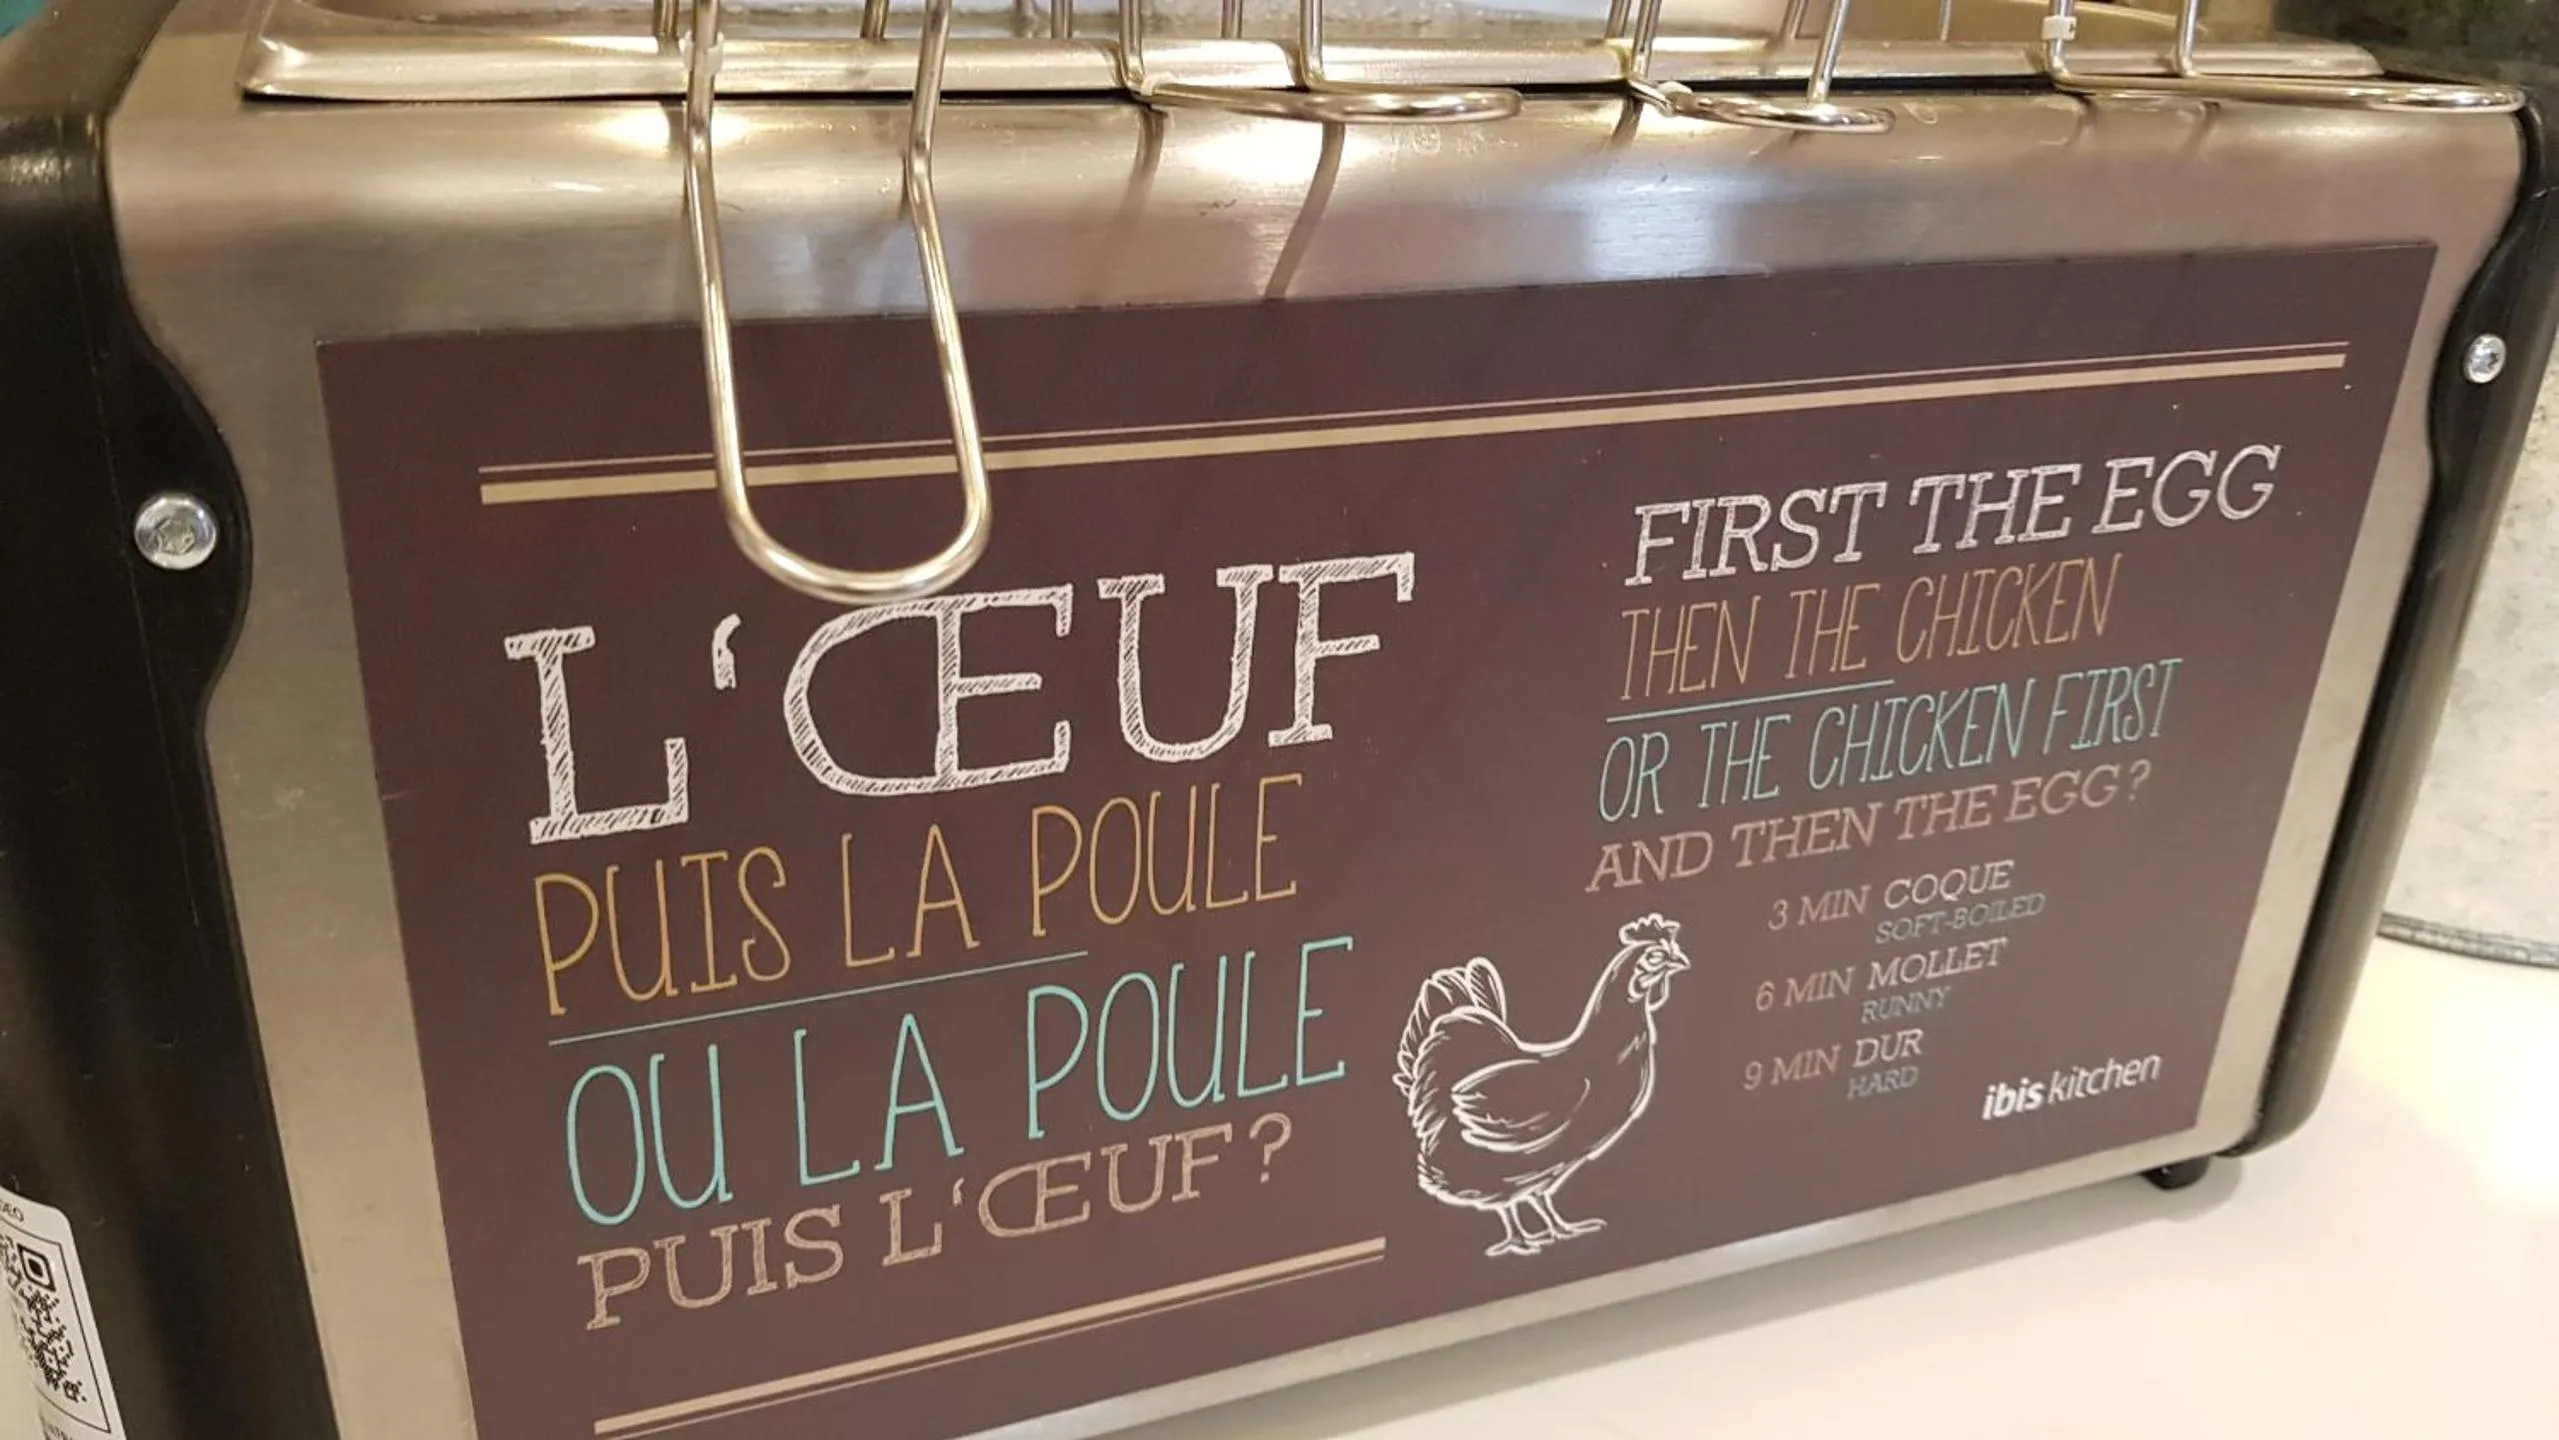 L'ŒUF
PUIS LA POULE
OU LA POULE
PUIS L'ŒUF?
FIRST THE EGG
THEN THE CHICKEN
OR THE CHICKEN FIRST
AND THEN THE EGG?
3 MIN COQUE
SOFT-BOILED
6 MIN MOLLET
RUNNY
9 MIN DUR
HARD
ibis kitchen